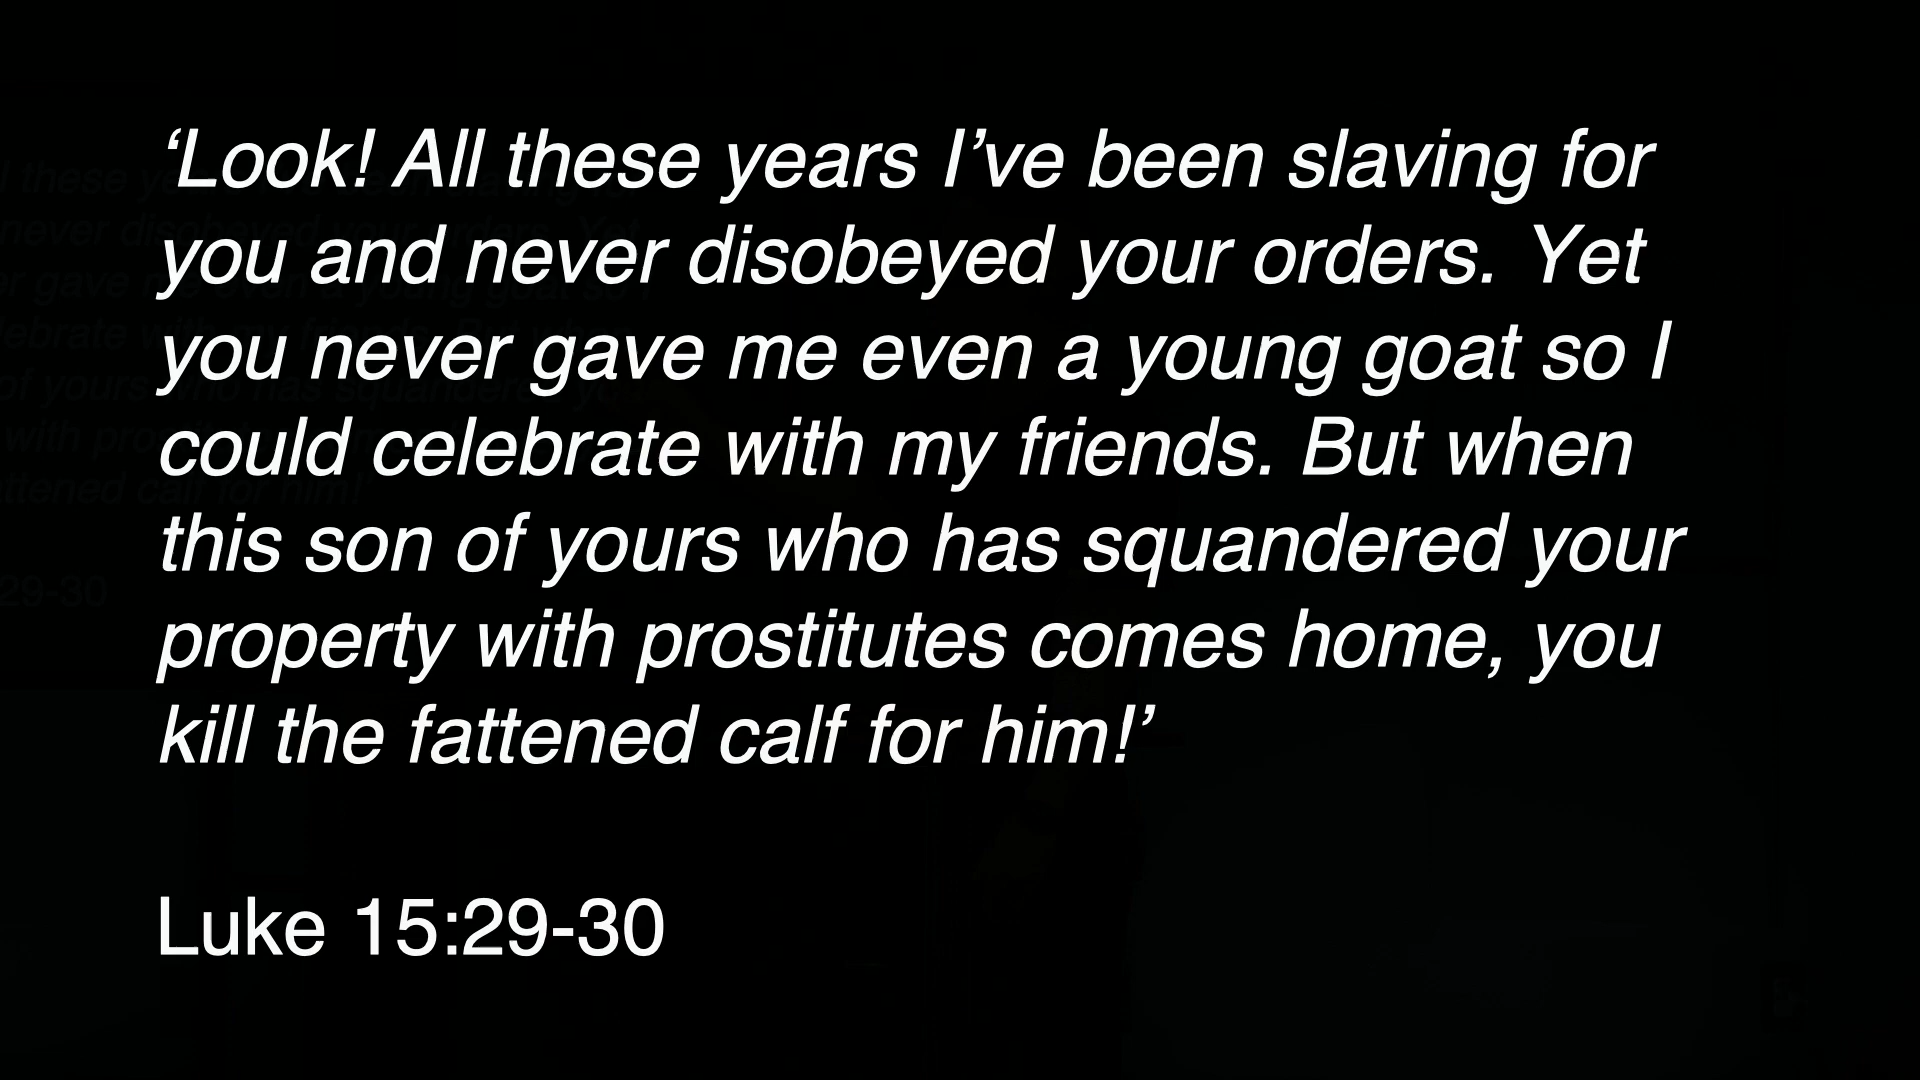 ‘Look! All these years I’ve been slaving for
you and never disobeyed your orders. Yet
you never gave me even a young goat so I
could celebrate with my friends. But when
this son of yours who has squandered your
property with prostitutes comes home, you
kill the fattened calf for him!’
Luke 15:29-30